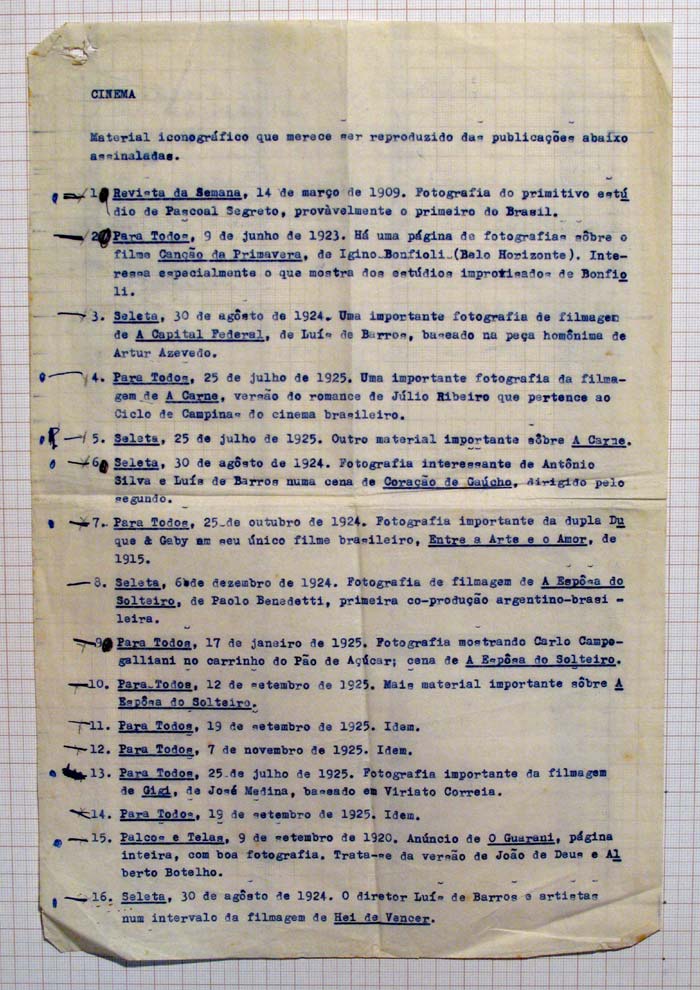 CINEMA
Material iconográfico que merece ser reproduzido das publicações abaixo
assinaladas.
1. Revista da Semana, 14 de março de 1909. Fotografia do primitivo estú
dio de Pascoal Segreto, provàvelmente o primeiro do Brasil.
2. Para Todos, 9 de junho de 1923. Há uma página de fotografias sôbre o
filme Canção da Primavera, de Igino Bonfioli (Belo Horizonte). Inte-
ressa especialmente o que mostra dos estúdios improvisados de Bonfio
li.
3. Seleta, 30 de agôsto de 1924. Uma importante fotografia de filmagem
de A Capital Federal, de Luís de Barros, baseado na peça homônima de
Artur Azevedo.
4. Para Todos, 25 de julho de 1925. Uma importante fotografia da filma-
gem de A Carne, versão do romance de Júlio Ribeiro que pertence ao
Ciclo de Campinas do cinema brasileiro.
5. Seleta, 25 de julho de 1925. Outro material importante sôbre A Carne.
6. Seleta, 30 de agôsto de 1924. Fotografia interessante de Antônio
Silva e Luís de Barros numa cena de Coração de Gaúcho, dirigido pelo
segundo.
7. Para Todos, 25 de outubro de 1924. Fotografia importante da dupla Du
que & Gaby em seu único filme brasileiro, Entre a Arte e o Amor, de
1915.
8. Seleta, 6 de dezembro de 1924. Fotografia de filmagem de A Espôsa do
Solteiro, de Paolo Benedetti, primeira co-produção argentino-brasi -
leira.
9. Para Todos, 17 de janeiro de 1925. Fotografia mostrando Carlo Campo-
galliani no carrinho do Pão de Açúcar; cena de A Espôsa do Solteiro.
10. Para Todos, 12 de setembro de 1925. Mais material importante sôbre A
Espôsa do Solteiro.
11. Para Todos, 19 de setembro de 1925. Idem.
12. Para Todos, 7 de novembro de 1925. Idem.
13. Para Todos, 25 de julho de 1925. Fotografia importante da filmagem
de Gigi, de José Medina, baseado em Viriato Correia.
14. Para Todos, 19 de setembro de 1925. Idem.
15. Palcos e Telas, 9 de setembro de 1920. Anúncio de O Guarani, página
inteira, com boa fotografia. Trata-se da versão de João de Deus e Al
berto Botelho.
16. Seleta, 30 de agôsto de 1924. O diretor Luís de Barros e artistas
num intervalo da filmagem de Hei de Vencer.